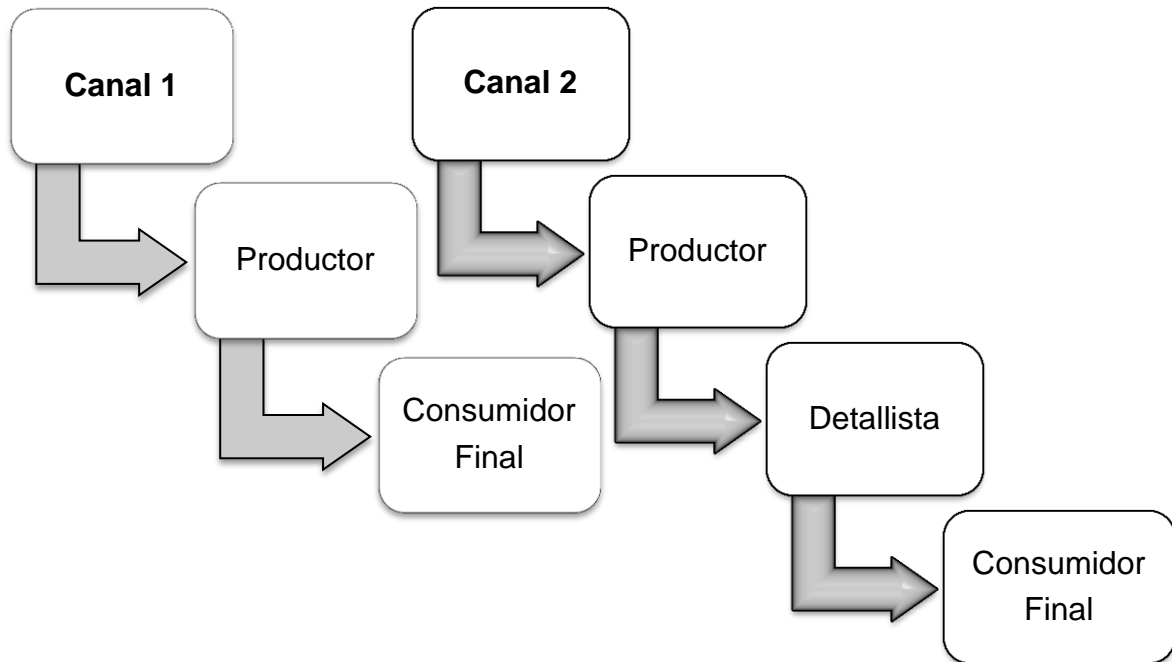 Canal 1
Productor
Consumidor
Final
Canal 2
Productor
Detallista
Consumidor
Final